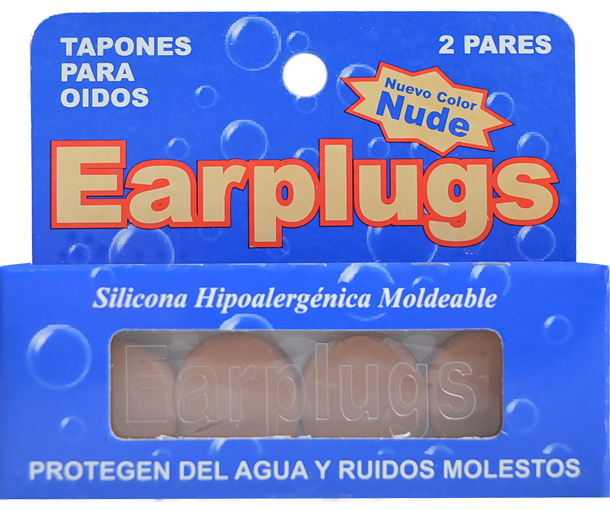 TAPONES
PARA
OIDOS
2 PARES
Nuevo Color
Nude
Earplugs
Silicona Hipoalergénica Moldeable
Earplugs
PROTEGEN DEL AGUA Y RUIDOS MOLESTOS